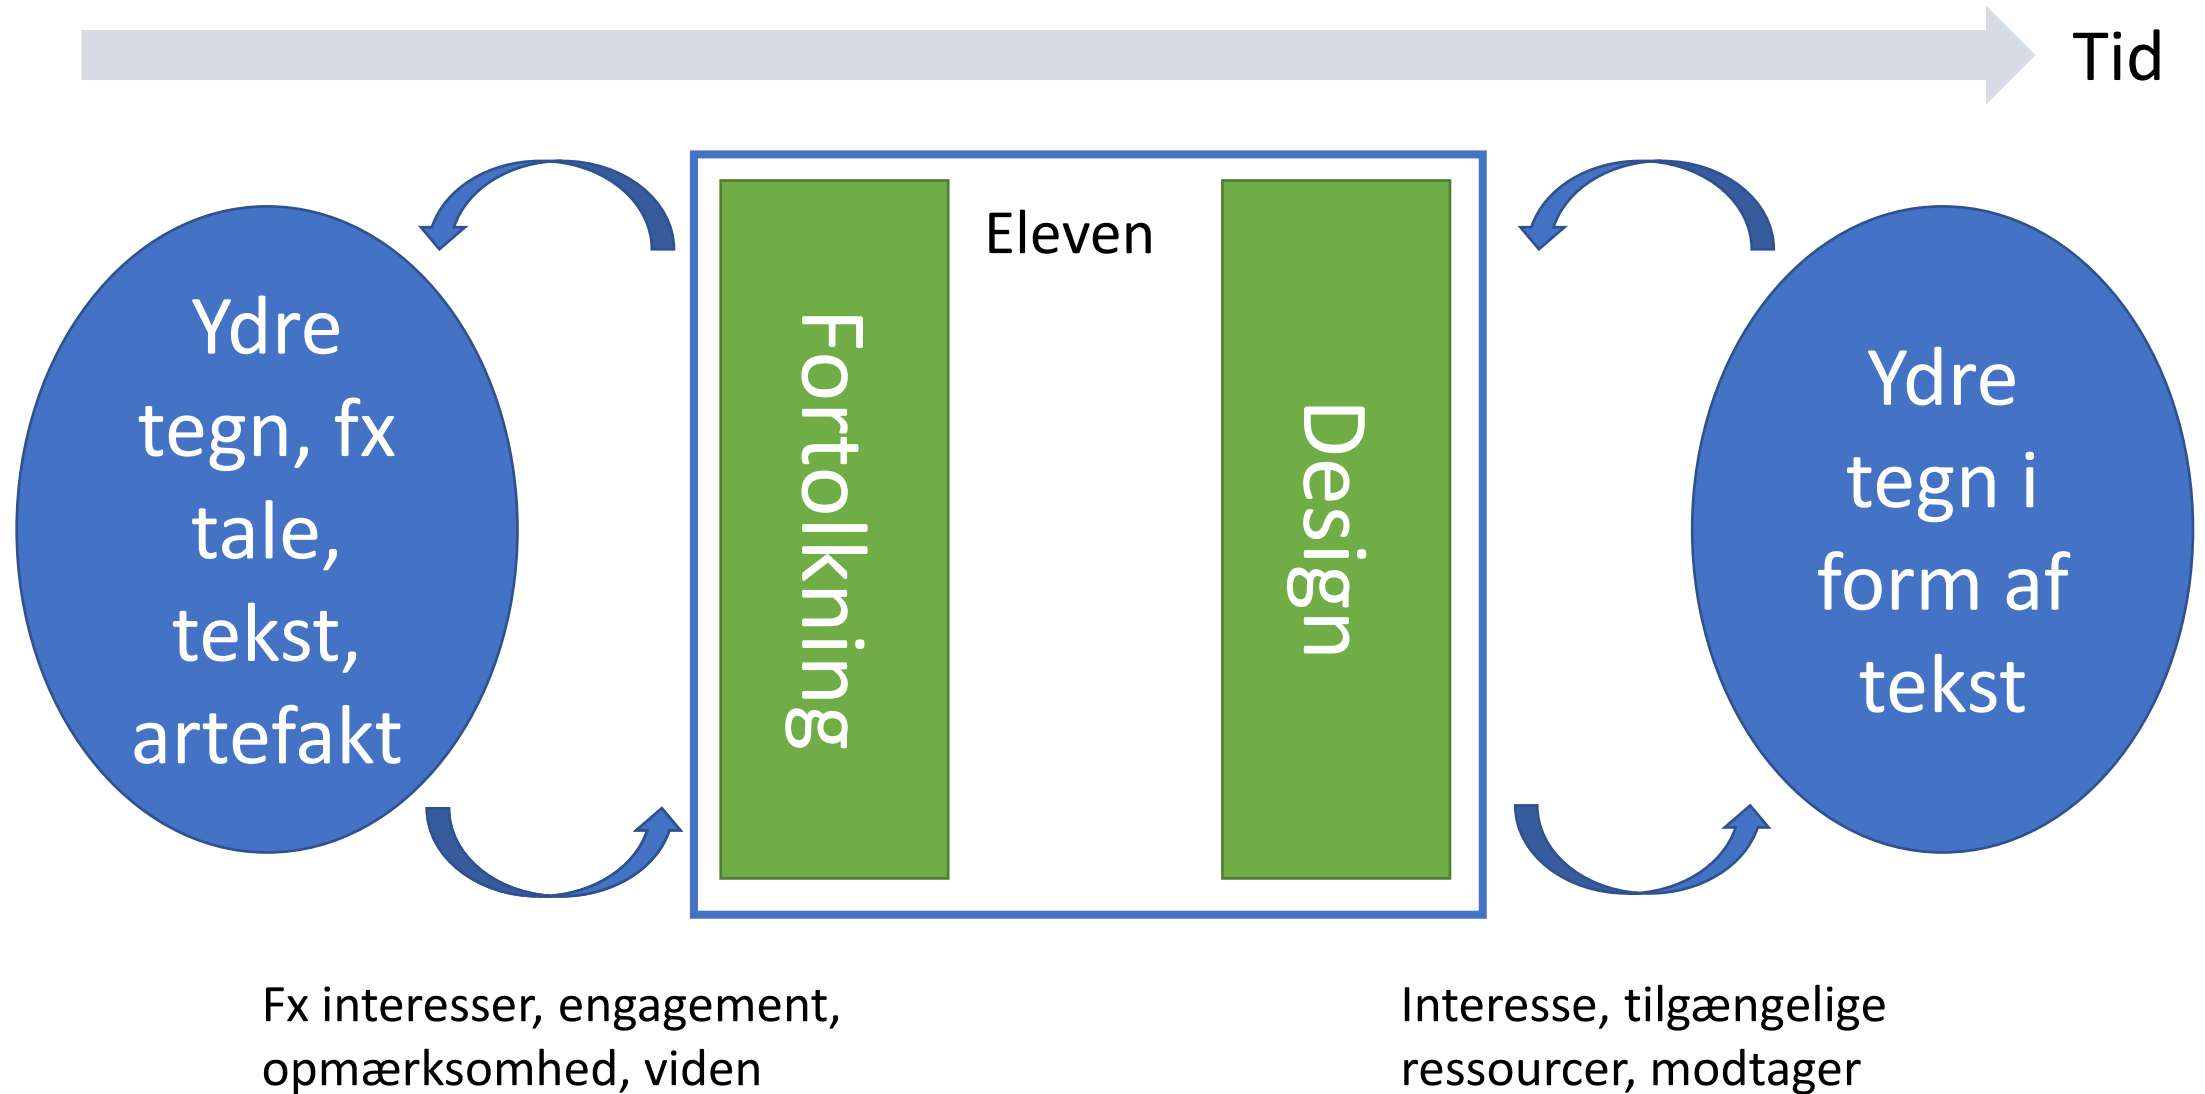 Tid
Ydre
tegn, fx
tale,
tekst,
artefakt
Fortolkning
Eleven
Design
Ydre
tegn i
form af
tekst
Fx interesser, engagement,
opmærksomhed, viden
Interesse, tilgængelige
ressourcer, modtager